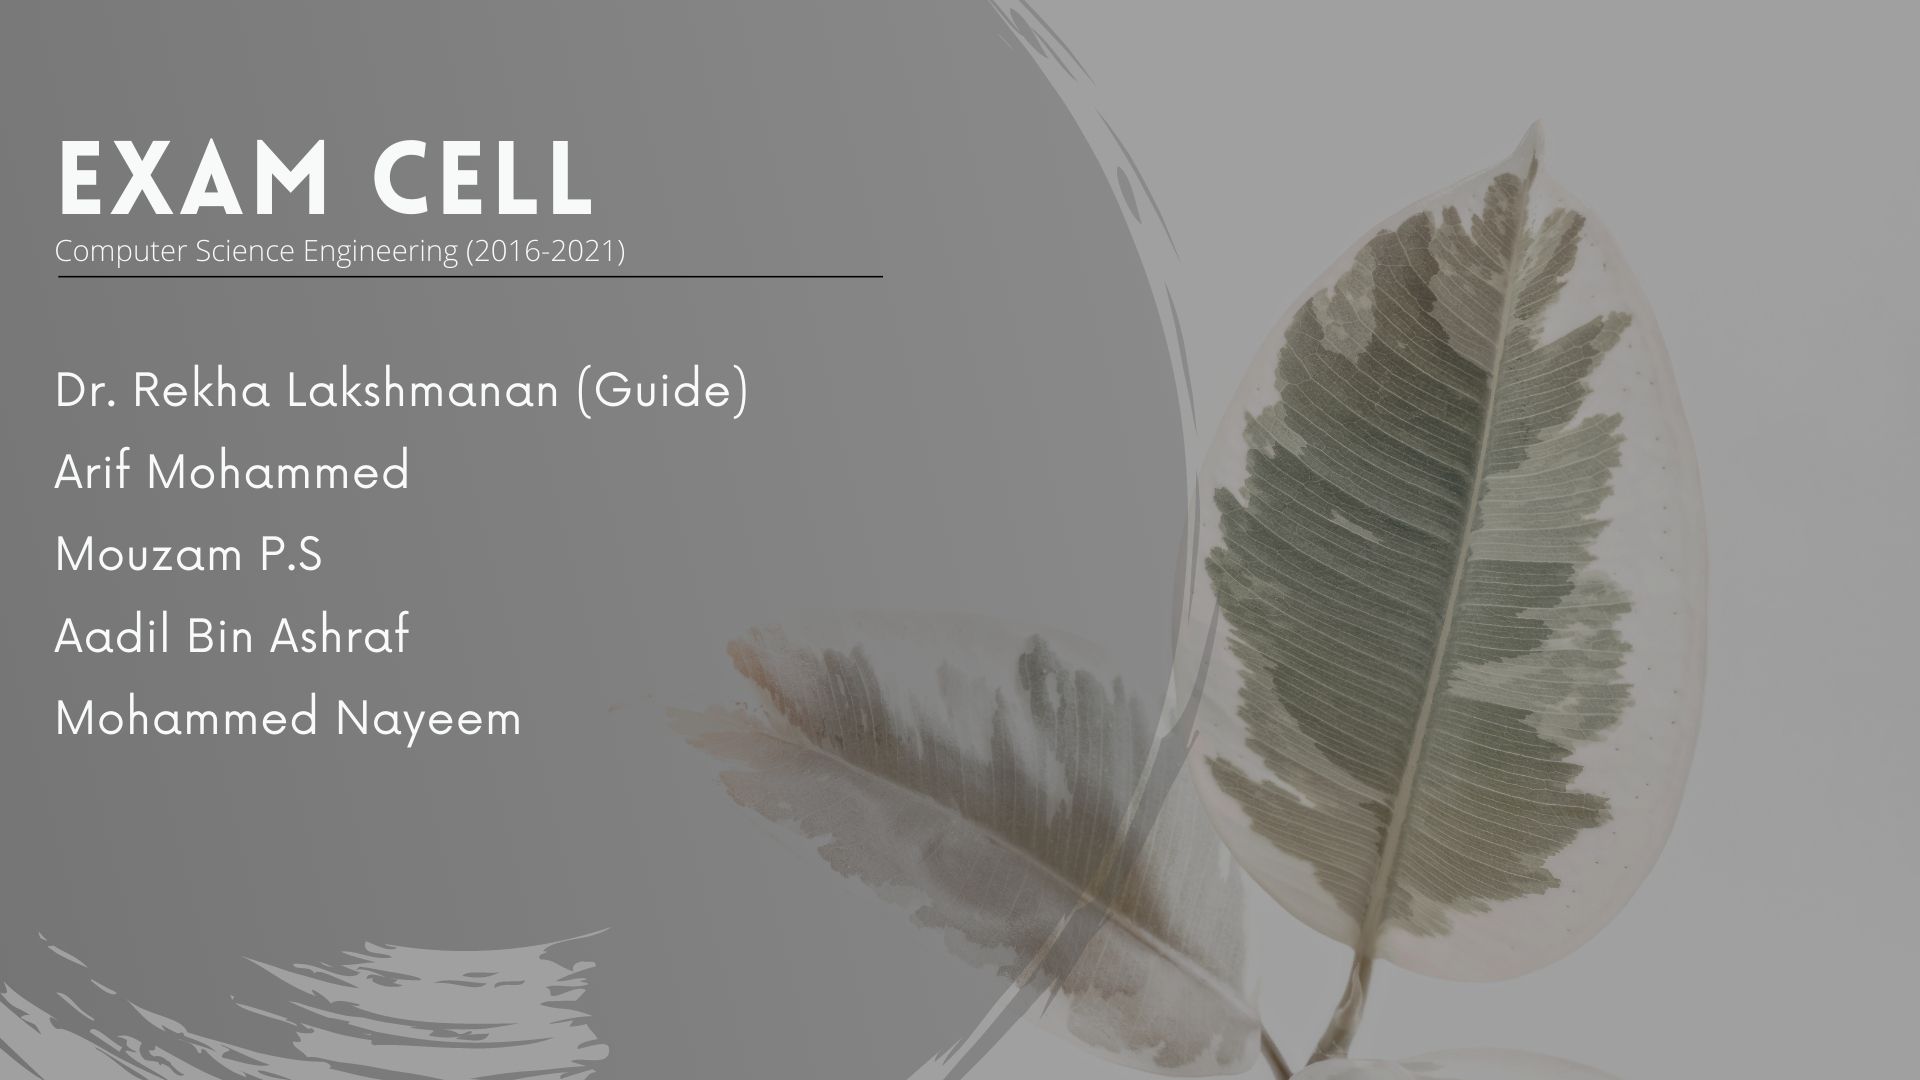 EXAM CELL
Computer Science Engineering (2016-2021)
Dr. Rekha Lakshmanan (Guide)
Arif Mohammed
Mouzam P.S
Aadil Bin Ashraf
Mohammed Nayeem